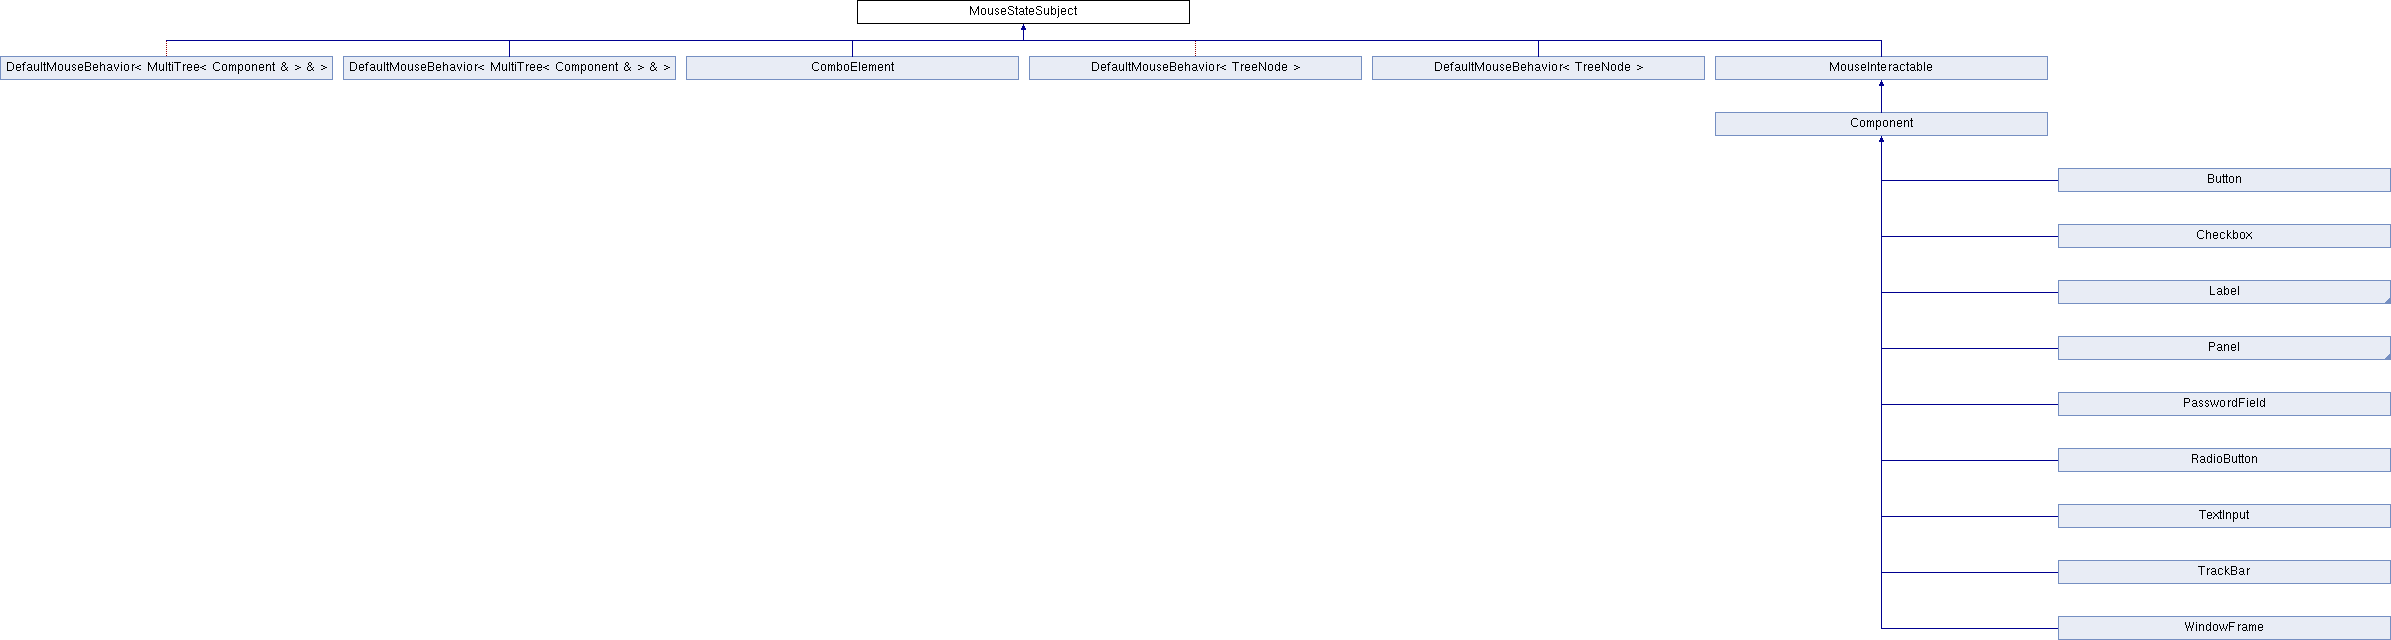 MouseStateSubject
DefaultMouseBehavior< MultiTree< Component & > & >
DefaultMouseBehavior< MultiTree< Component & > & >
ComboElement
DefaultMouseBehavior< TreeNode >
DefaultMouseBehavior< TreeNode >
MouseInteractable
Component
Button
Checkbox
Label
Panel
PasswordField
RadioButton
TextInput
TrackBar
WindowFrame